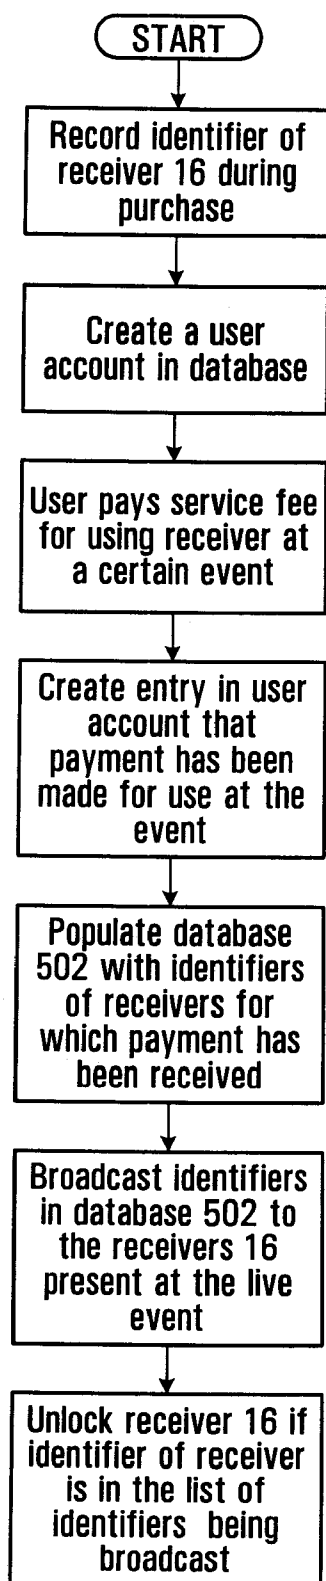 START
Record identifier of
receiver 16 during
purchase
Create a user
account in database
User pays service fee
for using receiver at
a certain event
Create entry in user
account that
payment has been
made for use at the
event
Populate database
502 with identifiers
of receivers for
which payment has
been received
Broadcast identifiers
in database 502 to
the receivers 16
present at the live
event
Unlock receiver 16 if
identifier of receiver
is in the list of
identifiers being
broadcast